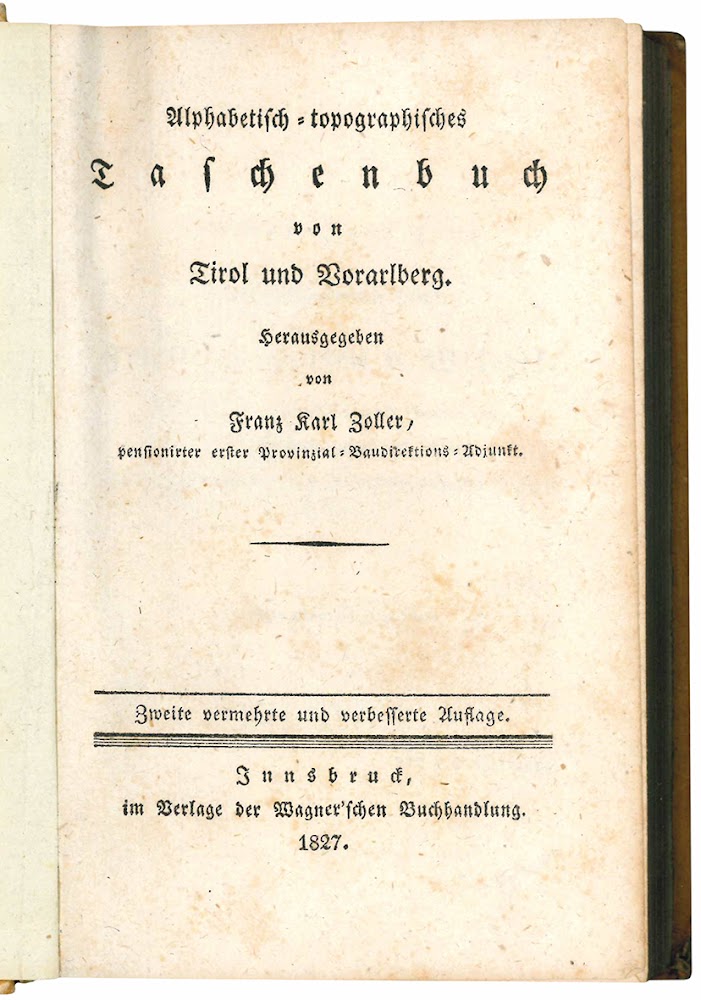 Alphabetisch-topographisches
Taschenbuch
von
Tirol und Vorarlberg.
Herausgegeben
von
Franz Karl Zoller,
pensionirter erster Provinzial-Baudirektions-Adjunkt.
Zweite vermehrte und verbesserte Auflage.
Innsbruck,
im Verlage der Wagner'schen Buchhandlung.
1827.